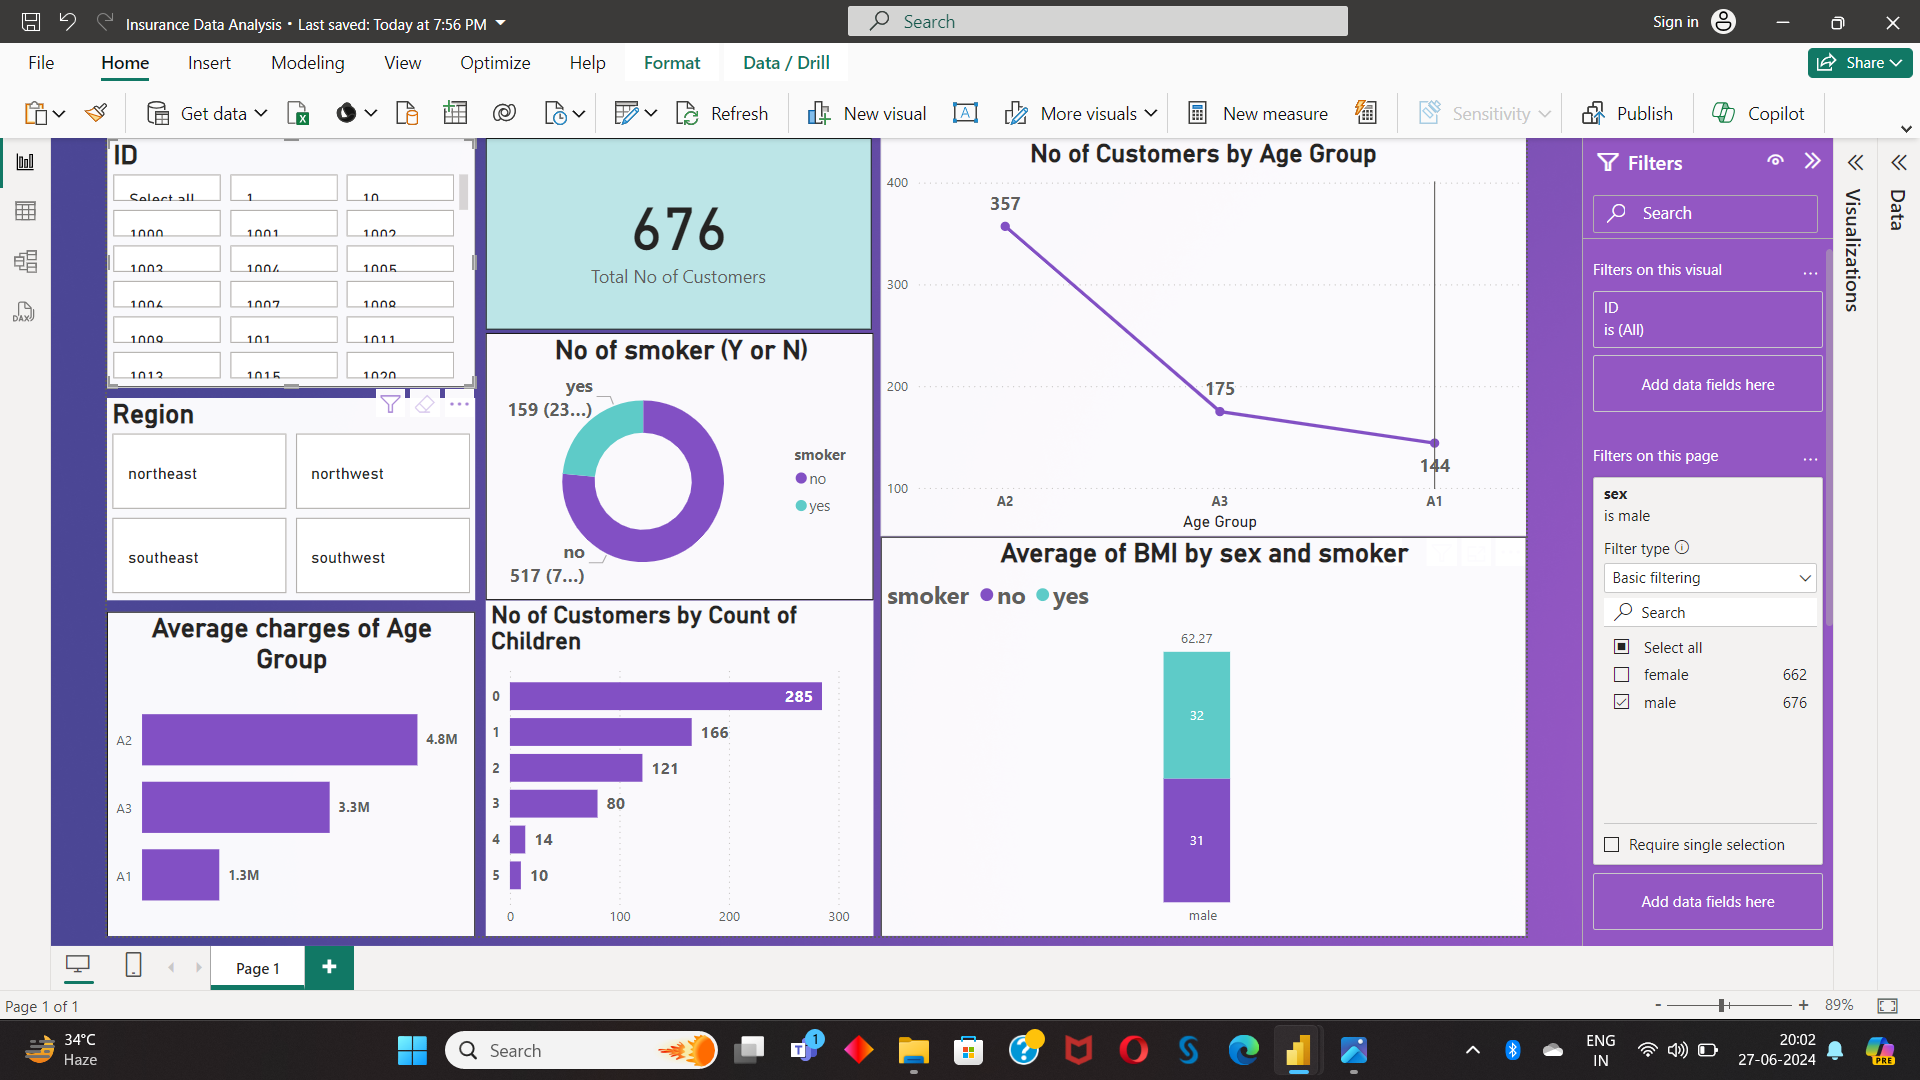 Insurance Data Analysis • Last saved: Today at 7:56 PM
Search
Sign in
File
Home
Insert
Modeling
View
Optimize
Help
Format
Data / Drill
Share
Get data
Refresh
New visual
A
More visuals
New measure
Sensitivity
Publish
Copilot
DAX
ID
Select all
1
10
1000
1001
1002
1003
1004
1005
1006
1007
1008
1009
101
1011
1013
1015
1020
Region
northeast
northwest
southeast
southwest
Average charges of Age
Group
A2
4.8M
A3
3.3M
A1
1.3M
676
Total No of Customers
No of smoker (Y or N)
yes
159 (23...)
no
517 (7...)
smoker
no
yes
No of Customers by Count of
Children
0
285
1
166
2
121
3
80
4
14
5
10
0
100
200
300
No of Customers by Age Group
400
300
200
100
357
175
144
A2
A3
A1
Age Group
Average of BMI by sex and smoker
smoker
no
yes
62.27
32
31
male
Filters
Search
Filters on this visual
...
ID
is (All)
Add data fields here
Filters on this page
...
sex
is male
Filter type
Basic filtering
Search
Select all
female
662
male
676
Require single selection
Add data fields here
Visualizations
Data
Page 1
+
Page 1 of 1
-
+
89%
34°C
Haze
Search
1
ENG
IN
20:02
27-06-2024
PRE